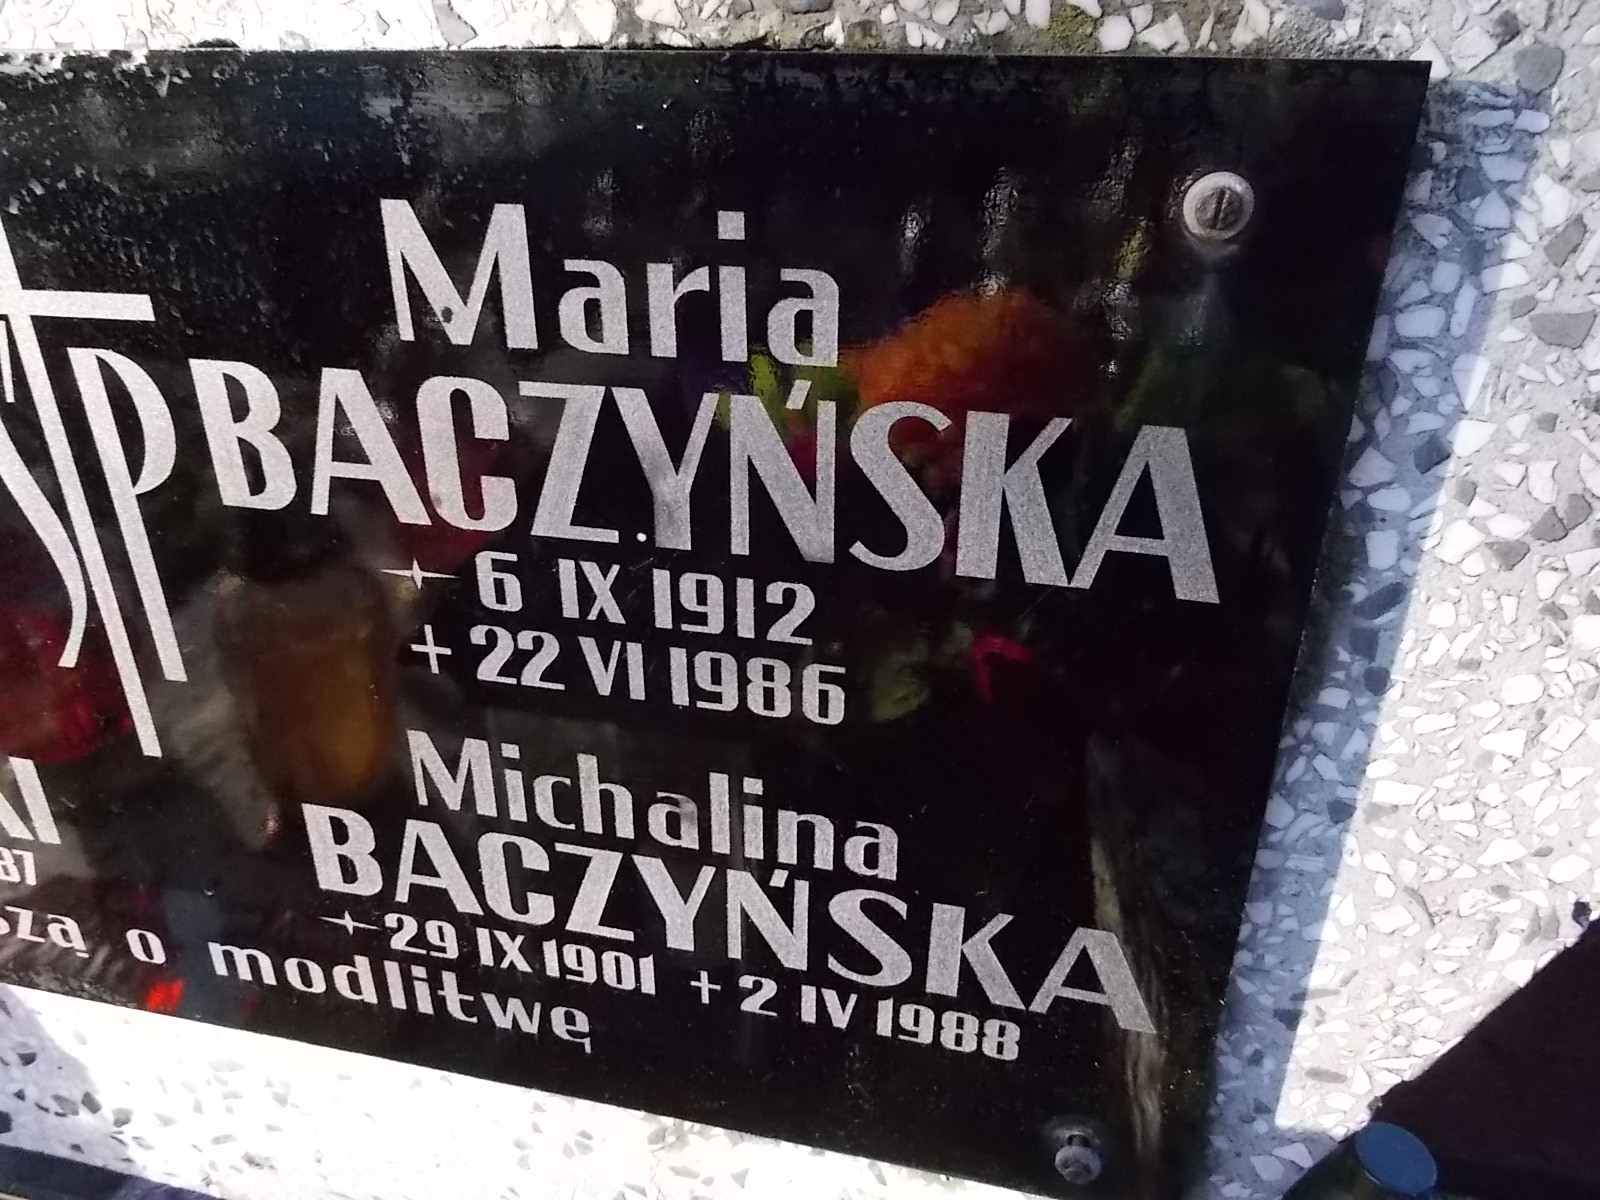 Ś P
Maria
BACZYŃSKA
6 IX 1912
+ 22 VI 1986
Michalina
BACZYŃSKA
29 IX 1901 + 2 IV 1988
o modlitwę